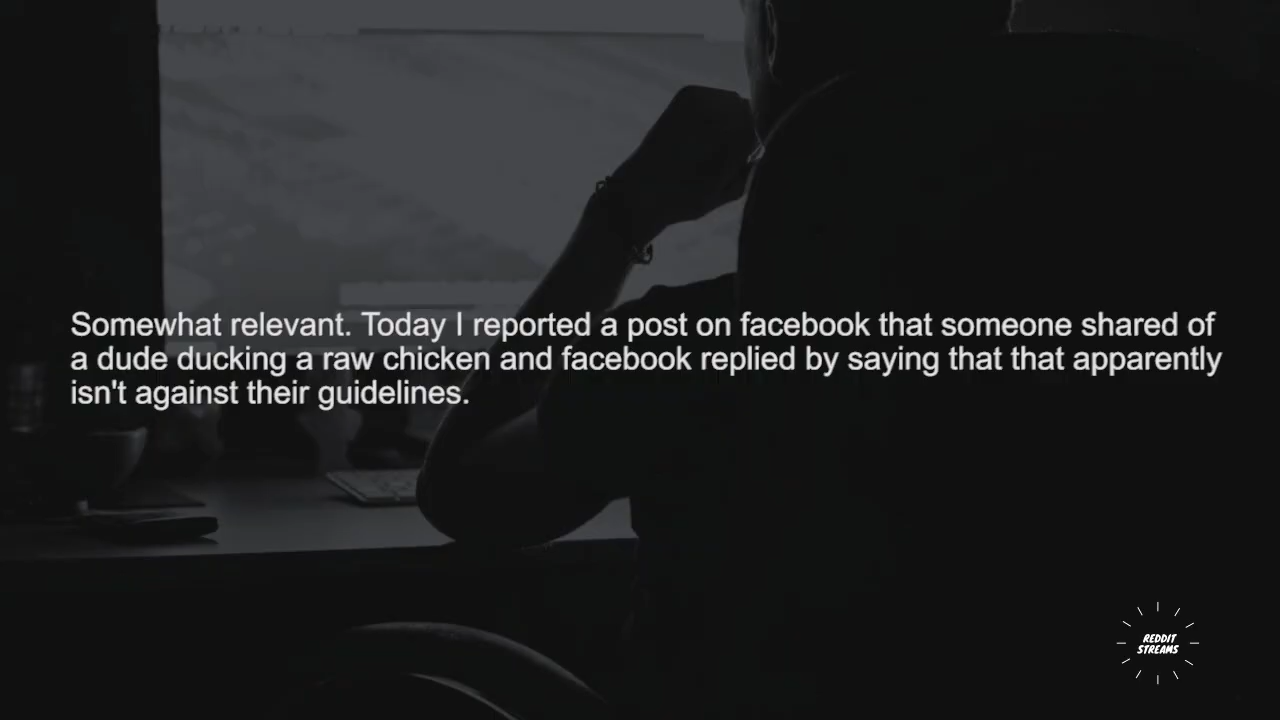 Somewhat relevant. Today I reported a post on facebook that someone shared of
a dude ducking a raw chicken and facebook replied by saying that that apparently
isn't against their guidelines.
REDDIT
STREAMS